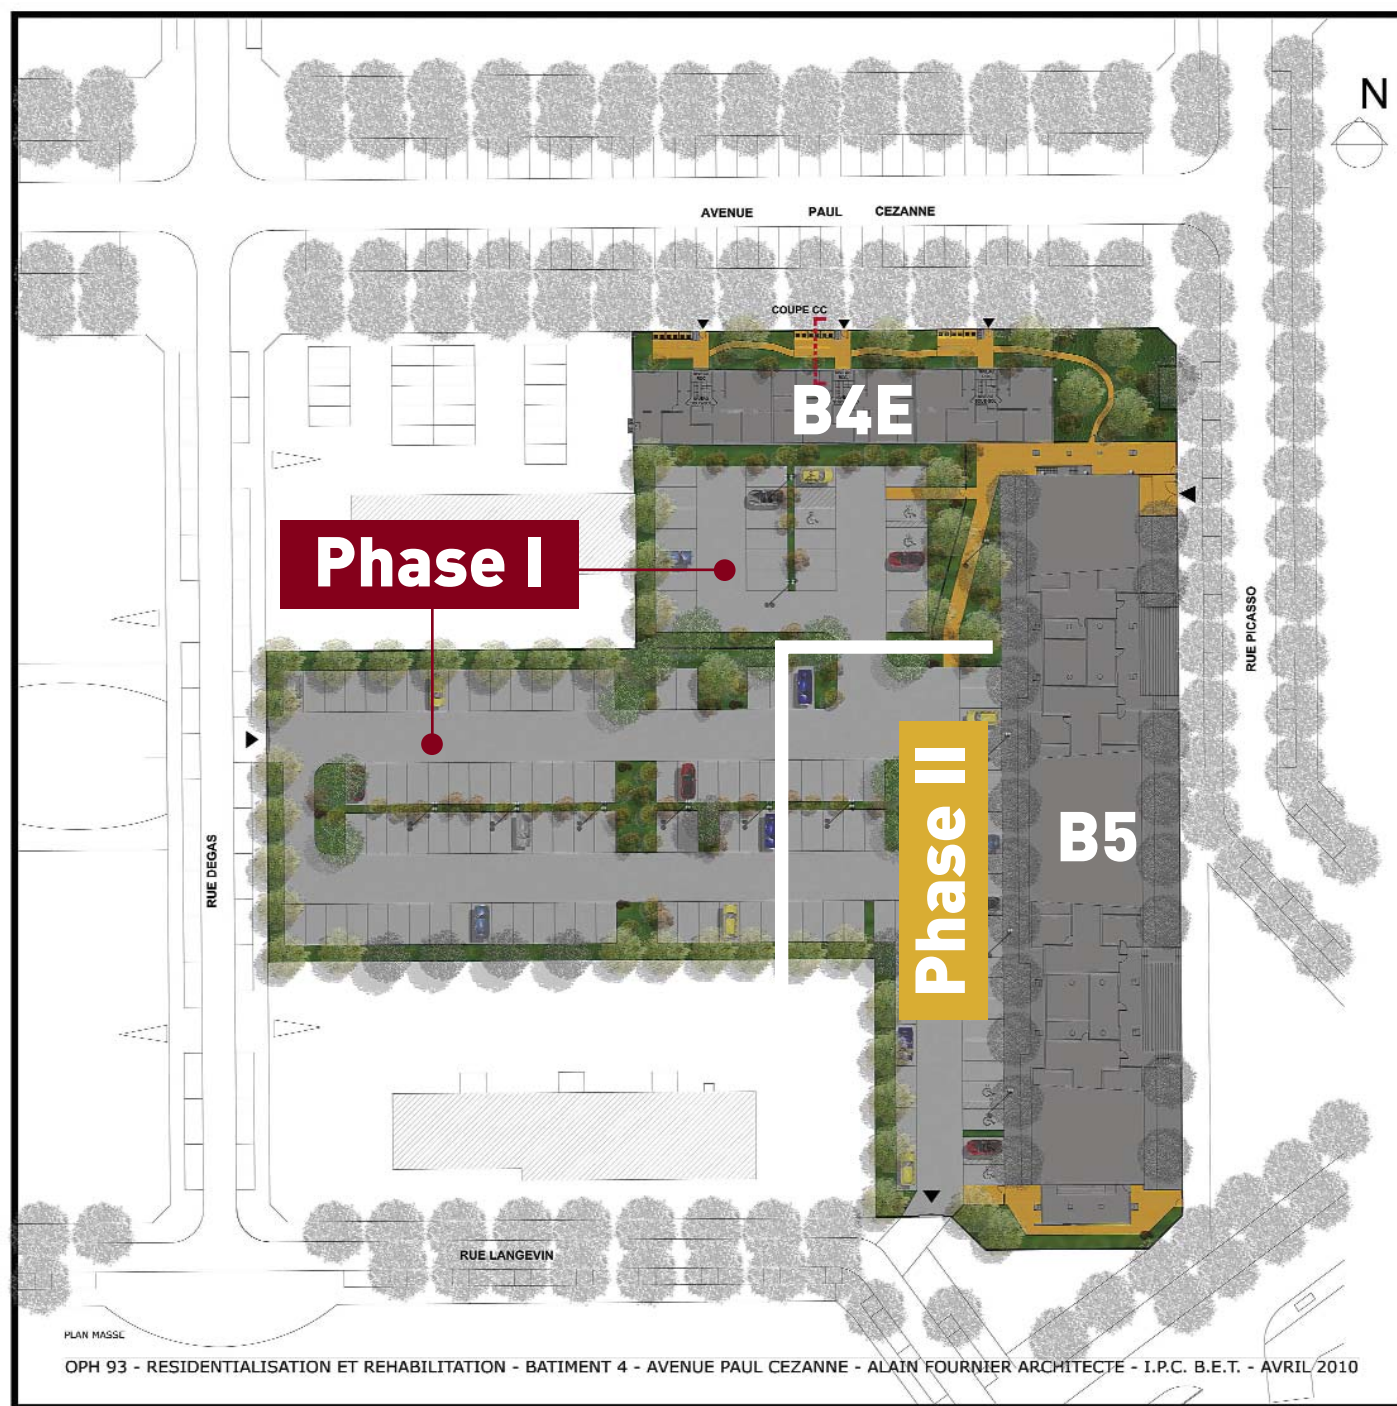 N
AVENUE PAUL CEZANNE
COUPE CC
B4E
Phase I
RUE PICASSO
Phase II
B5
RUE DEGAS
RUE LANGEVIN
PLAN MASSE
OPH 93 - RESIDENTIALISATION ET REHABILITATION - BATIMENT 4 - AVENUE PAUL CEZANNE - ALAIN FOURNIER ARCHITECTE - I.P.C. B.E.T. - AVRIL 2010